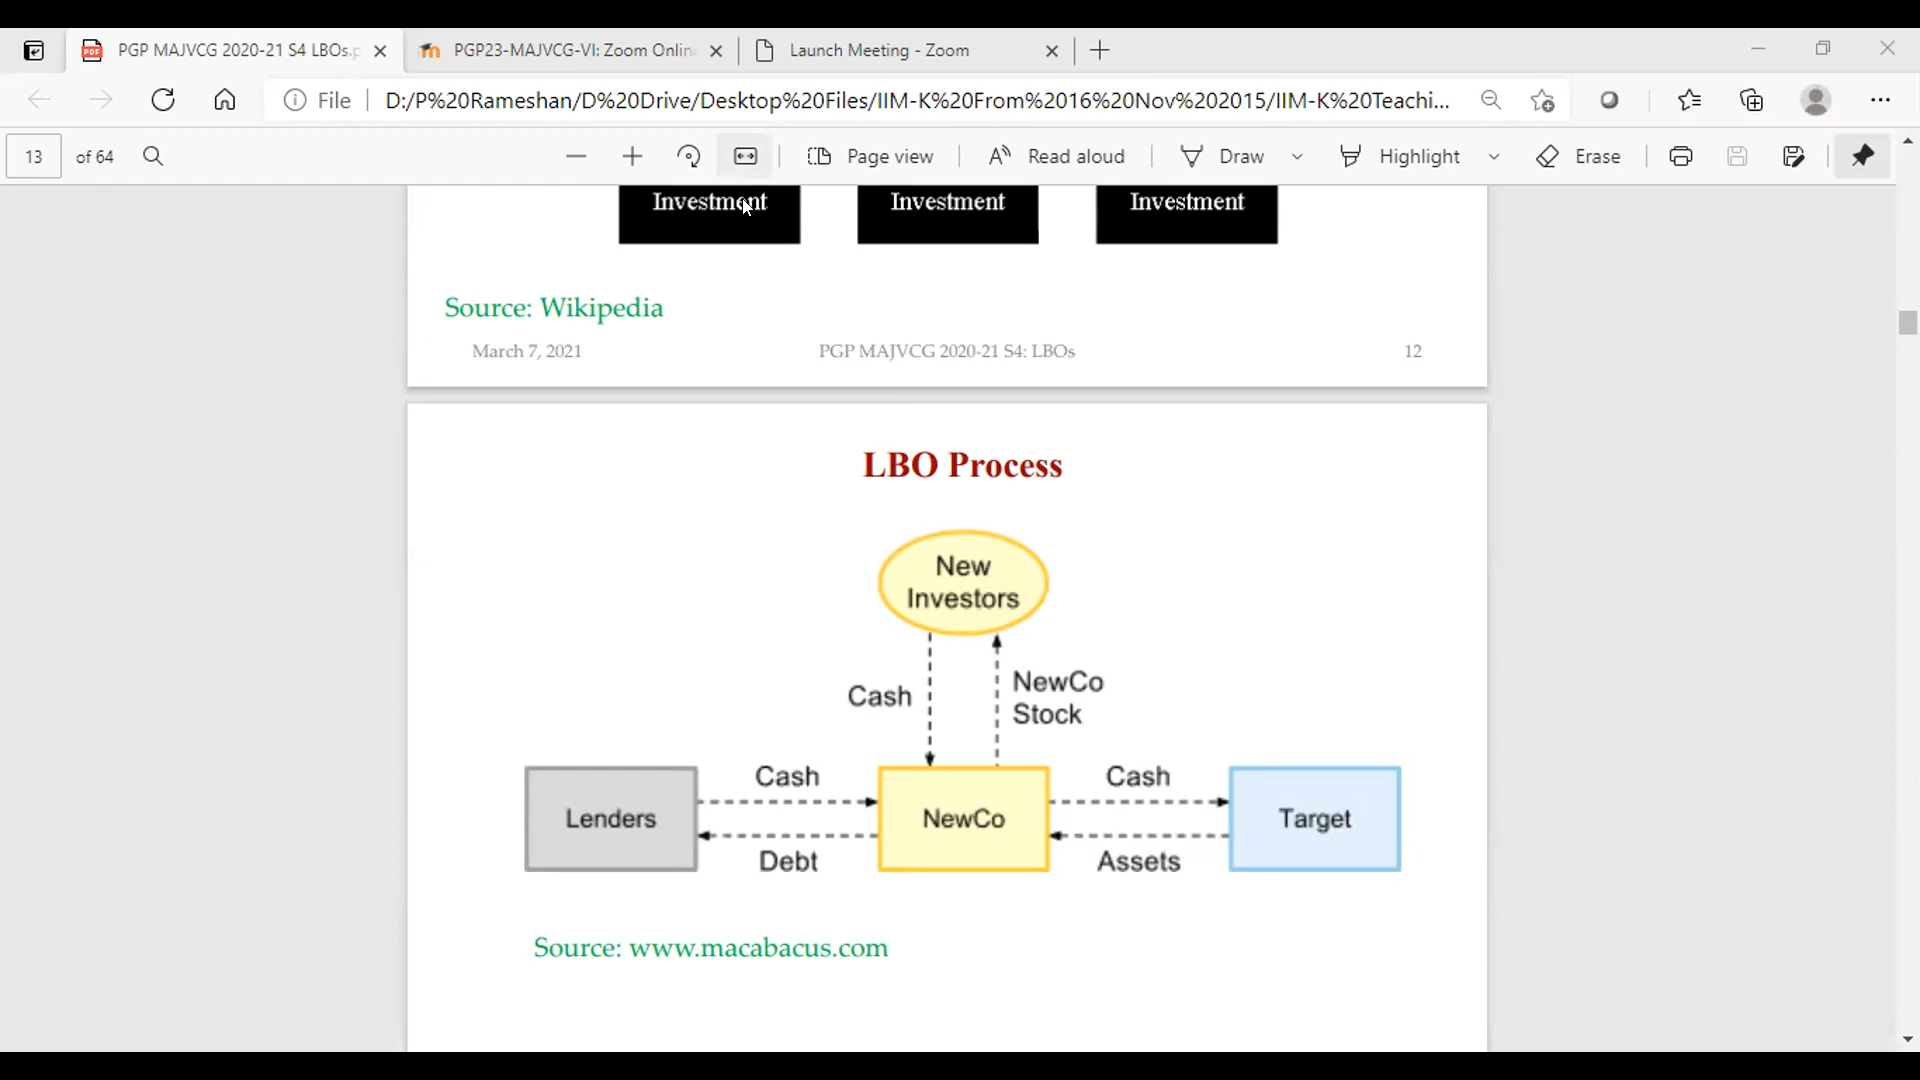 PGP MAJVCG 2020-21 S4 LBOs.p
PGP23-MAJVCG-VI: Zoom Onlin
Launch Meeting - Zoom
File
D:/P%20Rameshan/D%20Drive/Desktop%20Files/IIM-K%20From%2016%20Nov%202015/IIM-K%20Teachi...
13
of 64
Page view
Read aloud
Draw
Highlight
Erase
Investment
Investment
Investment
Source: Wikipedia
March 7, 2021
PGP MAJVCG 2020-21 S4: LBOs
12
LBO Process
New
Investors
Cash
NewCo
Stock
Cash
Cash
Lenders
NewCo
Target
Debt
Assets
Source: www.macabacus.com